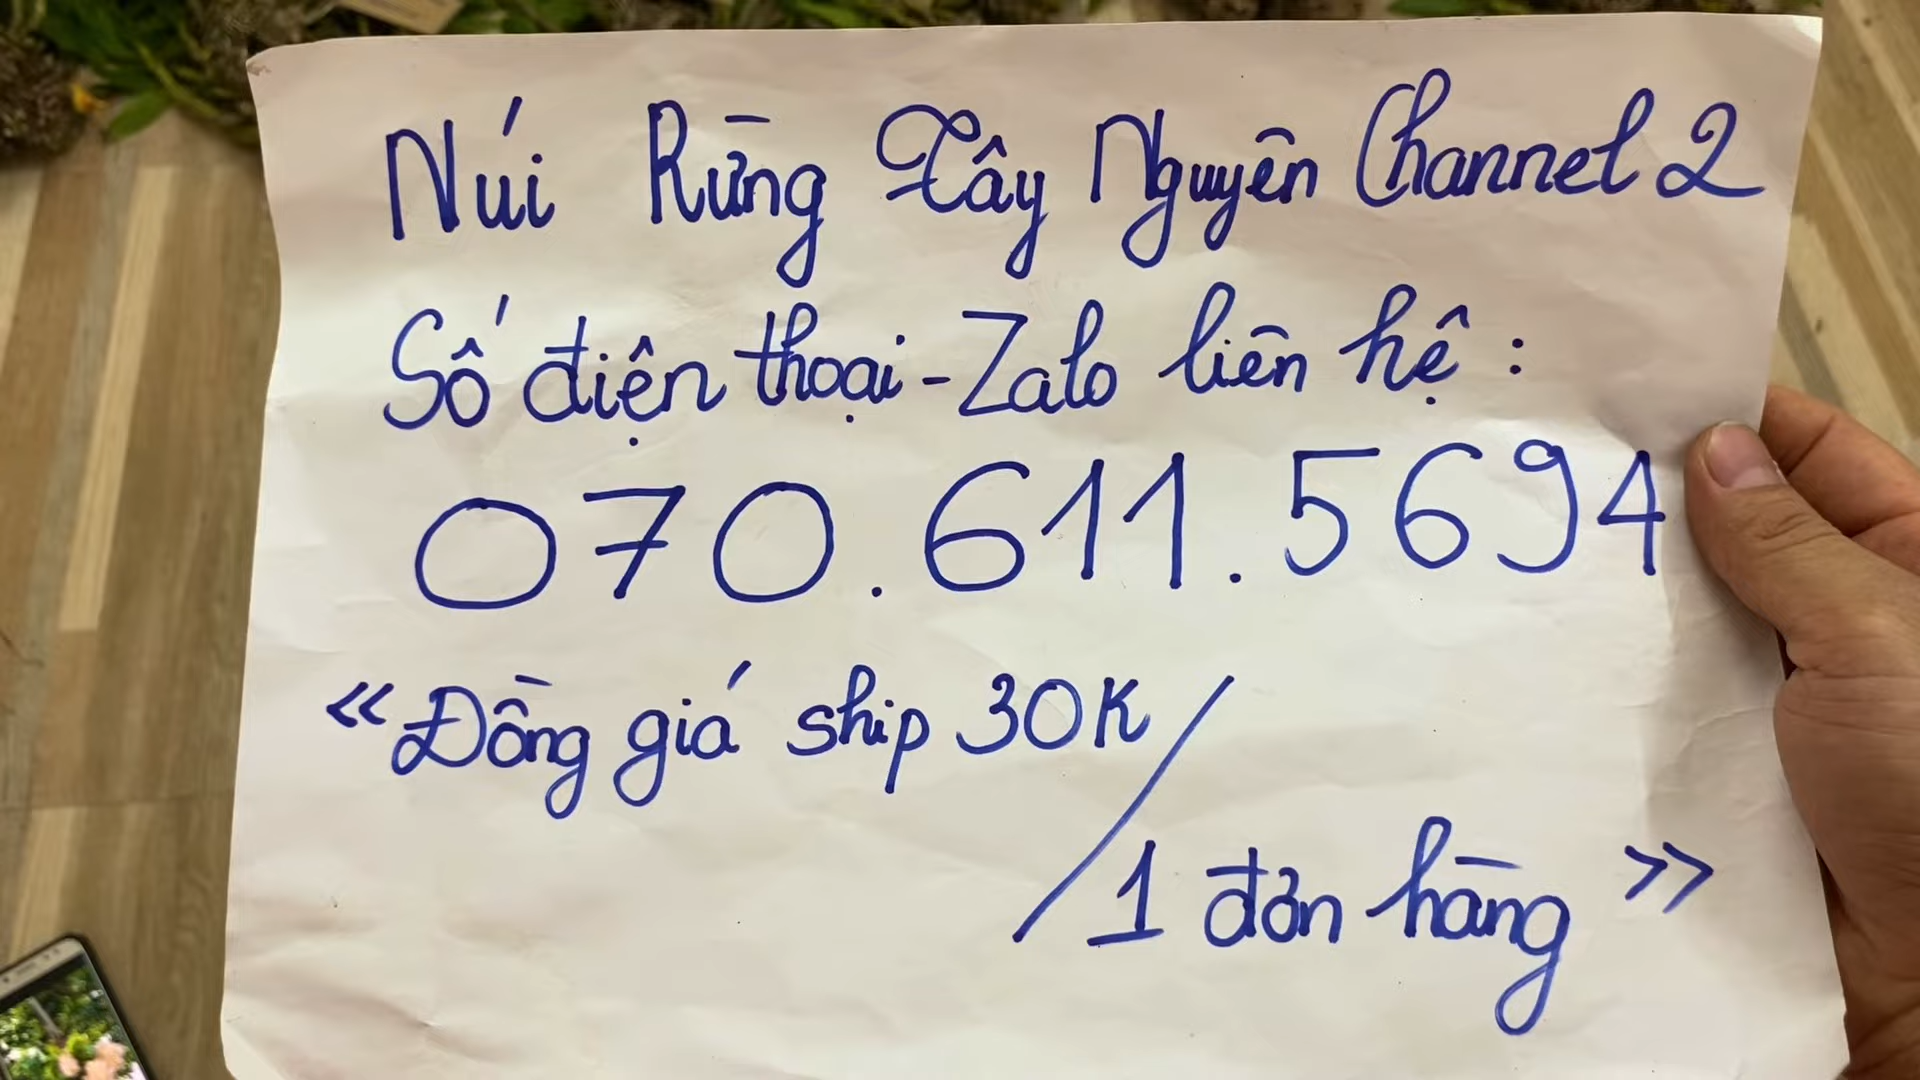 Núi Rừng Tây Nguyên Channel 2
Số điện thoại - Zalo liên hệ :
070.611.5694
<< Đồng giá ship 30K/
1 đơn hàng >>